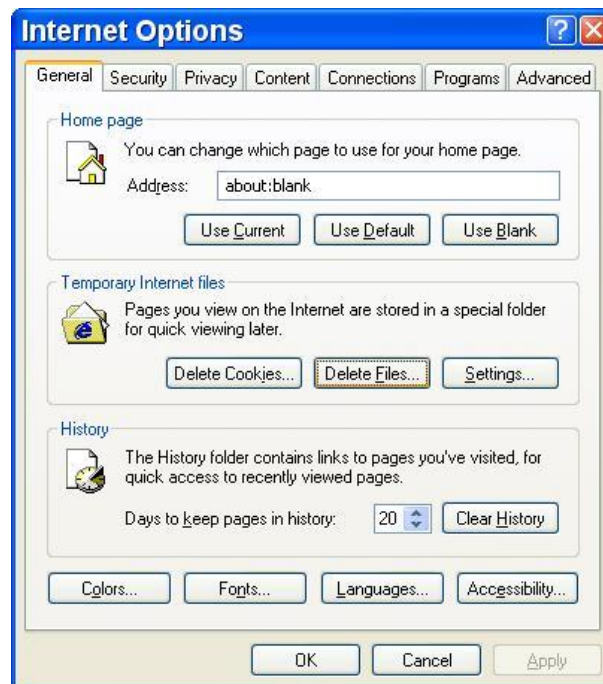 Internet Options
General Security Privacy Content Connections Programs Advanced
Home page
You can change which page to use for your home page.
Address: about:blank
Use Current Use Default Use Blank
Temporary Internet files
Pages you view on the Internet are stored in a special folder
for quick viewing later.
Delete Cookies... Delete Files... Settings...
History
The History folder contains links to pages you've visited, for
quick access to recently viewed pages.
Days to keep pages in history: 20 Clear History
Colors... Fonts... Languages... Accessibility...
OK Cancel Apply